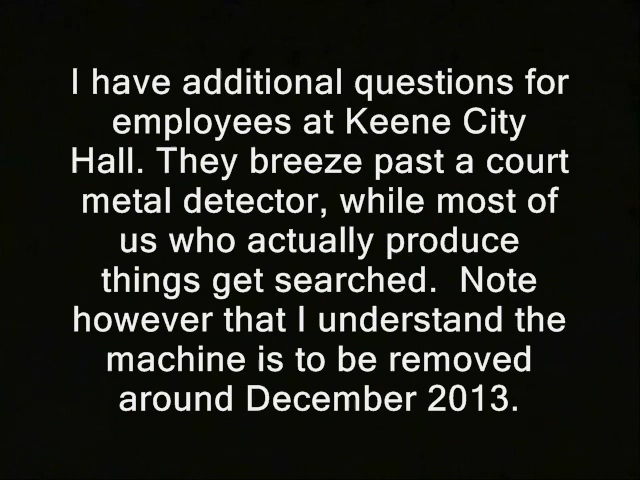 I have additional questions for
employees at Keene City
Hall. They breeze past a court
metal detector, while most of
us who actually produce
things get searched.  Note
however that I understand the
machine is to be removed
around December 2013.